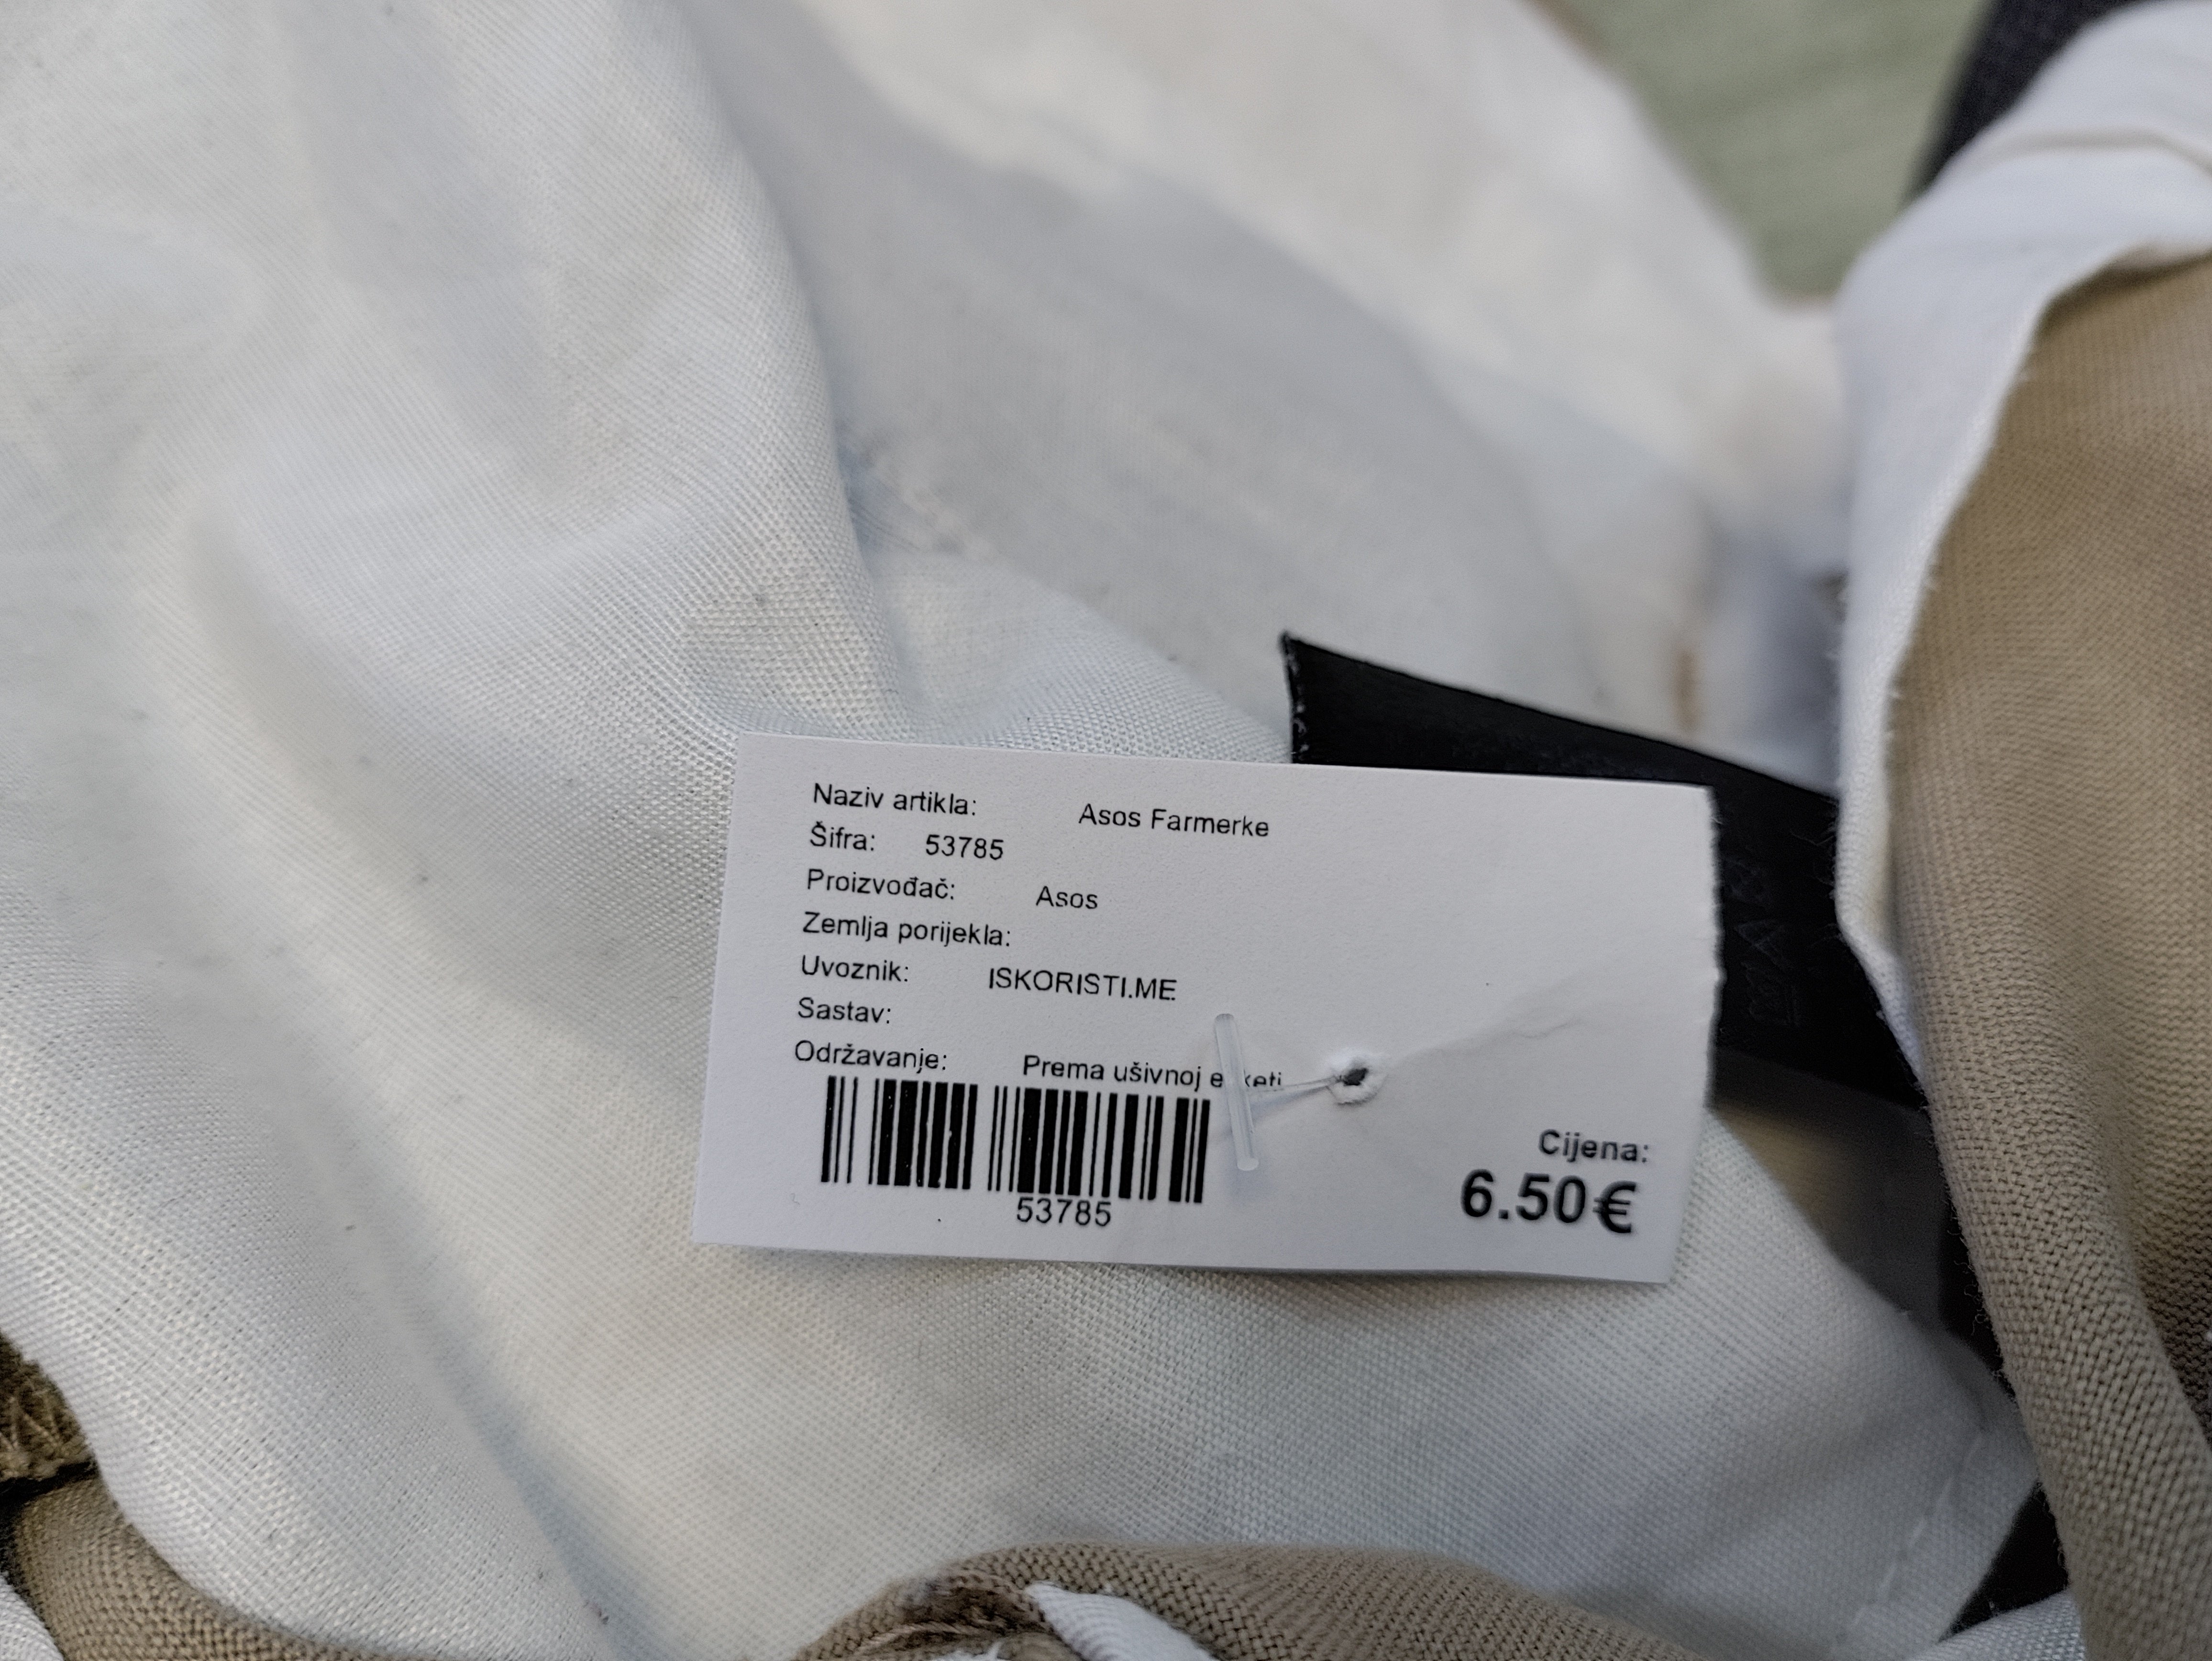 Naziv artikla: Asos Farmerke
Šifra: 53785
Proizvođač: Asos
Zemlja porijekla:
Uvoznik: ISKORISTI.ME
Sastav:
Održavanje: Prema ušivnoj
53785
Cijena:
6.50€